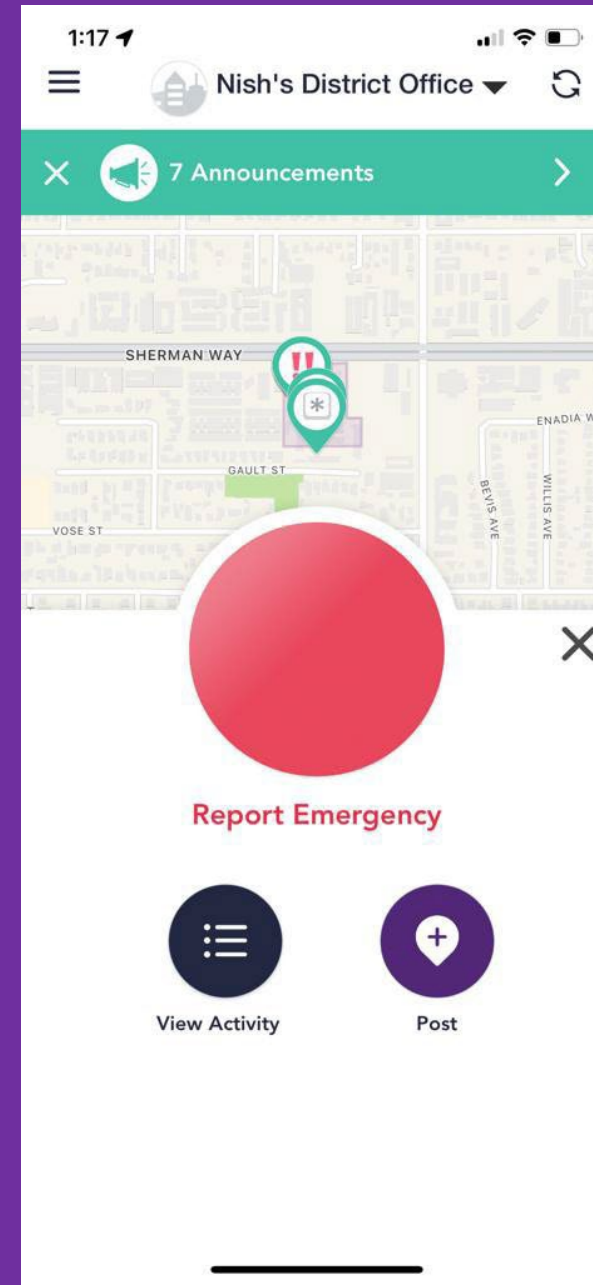 1:17
Nish's District Office
7 Announcements
SHERMAN WAY
ENADIA W
GAULT ST
BEVIS AVE
WILLIS AVE
VOSE ST
Report Emergency
View Activity
Post